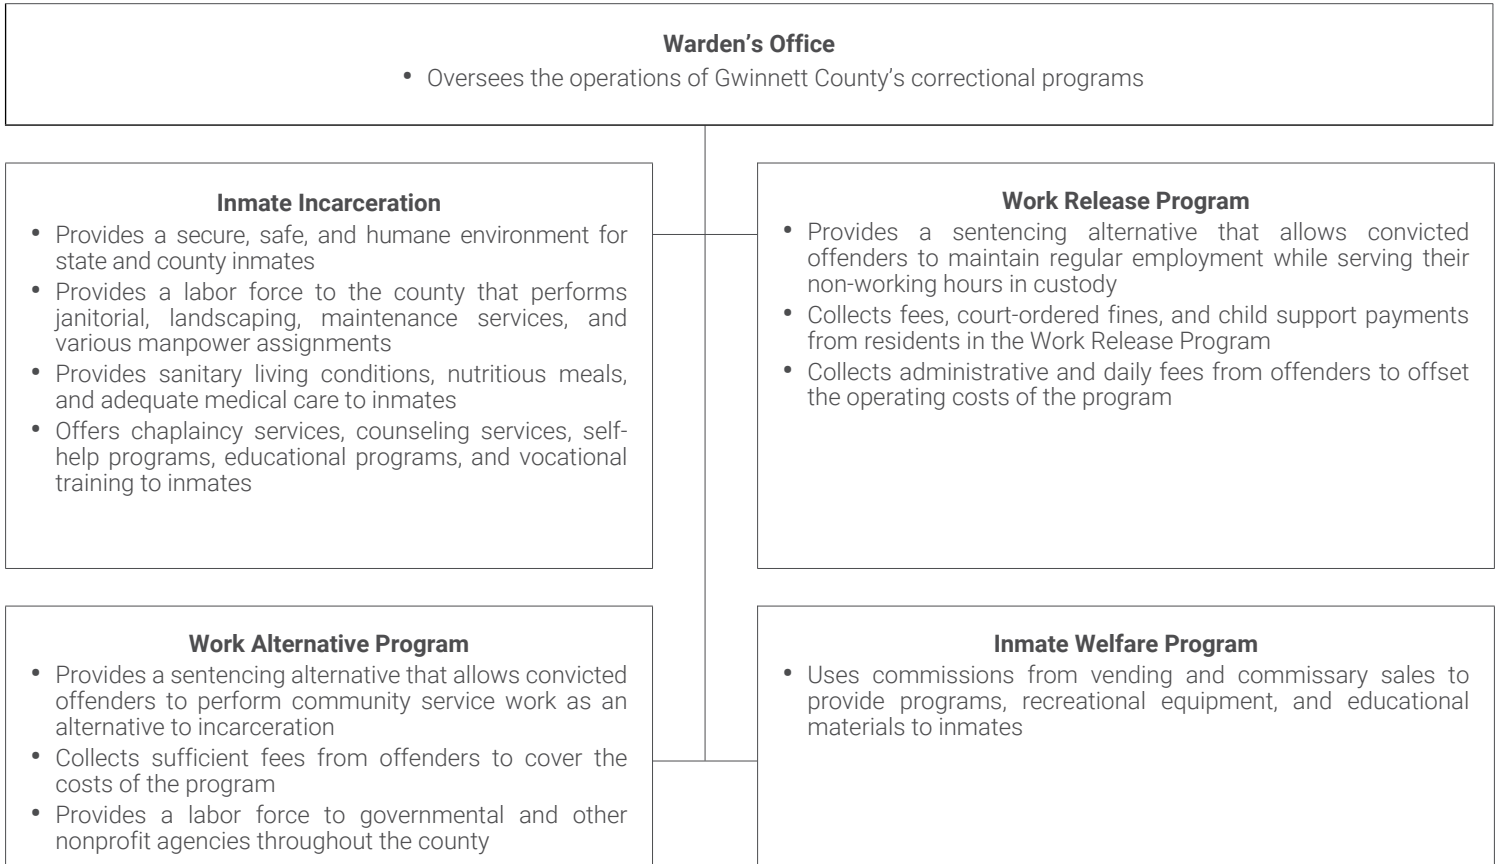 Warden’s Office
• Oversees the operations of Gwinnett County’s correctional programs
Inmate Incarceration
• Provides a secure, safe, and humane environment for
state and county inmates
• Provides a labor force to the county that performs
janitorial, landscaping, maintenance services, and
various manpower assignments
• Provides sanitary living conditions, nutritious meals,
and adequate medical care to inmates
• Offers chaplaincy services, counseling services, self-
help programs, educational programs, and vocational
training to inmates
Work Release Program
• Provides a sentencing alternative that allows convicted
offenders to maintain regular employment while serving their
non-working hours in custody
• Collects fees, court-ordered fines, and child support payments
from residents in the Work Release Program
• Collects administrative and daily fees from offenders to offset
the operating costs of the program
Work Alternative Program
• Provides a sentencing alternative that allows convicted
offenders to perform community service work as an
alternative to incarceration
• Collects sufficient fees from offenders to cover the
costs of the program
• Provides a labor force to governmental and other
nonprofit agencies throughout the county
Inmate Welfare Program
• Uses commissions from vending and commissary sales to
provide programs, recreational equipment, and educational
materials to inmates